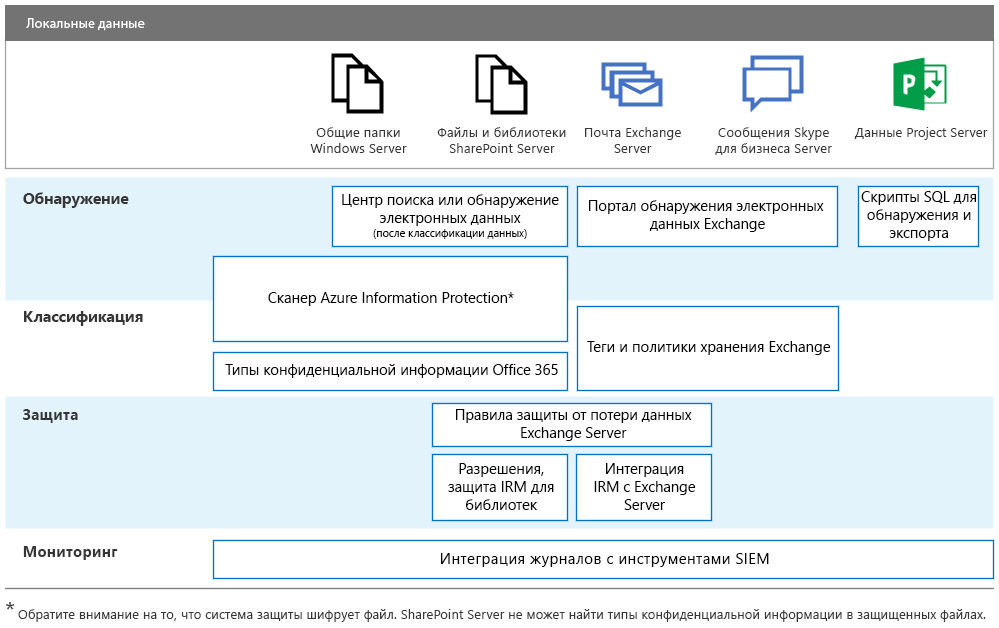 Локальные данные
Общие папки
Windows Server
Файлы и библиотеки
SharePoint Server
Почта Exchange
Server
Сообщения Skype
для бизнеса Server
P
Данные Project Server
Обнаружение
Центр поиска или обнаружение
электронных данных
(после классификации данных)
Портал обнаружения электронных
данных Exchange
Скрипты SQL для
обнаружения и
экспорта
Сканер Azure Information Protection*
Классификация
Теги и политики хранения Exchange
Типы конфиденциальной информации Office 365
Защита
Правила защиты от потери данных
Exchange Server
Разрешения,
защита IRM для
библиотек
Интеграция
IRM с Exchange
Server
Мониторинг
Интеграция журналов с инструментами SIEM
* Обратите внимание на то, что система защиты шифрует файл. SharePoint Server не может найти типы конфиденциальной информации в защищенных файлах.